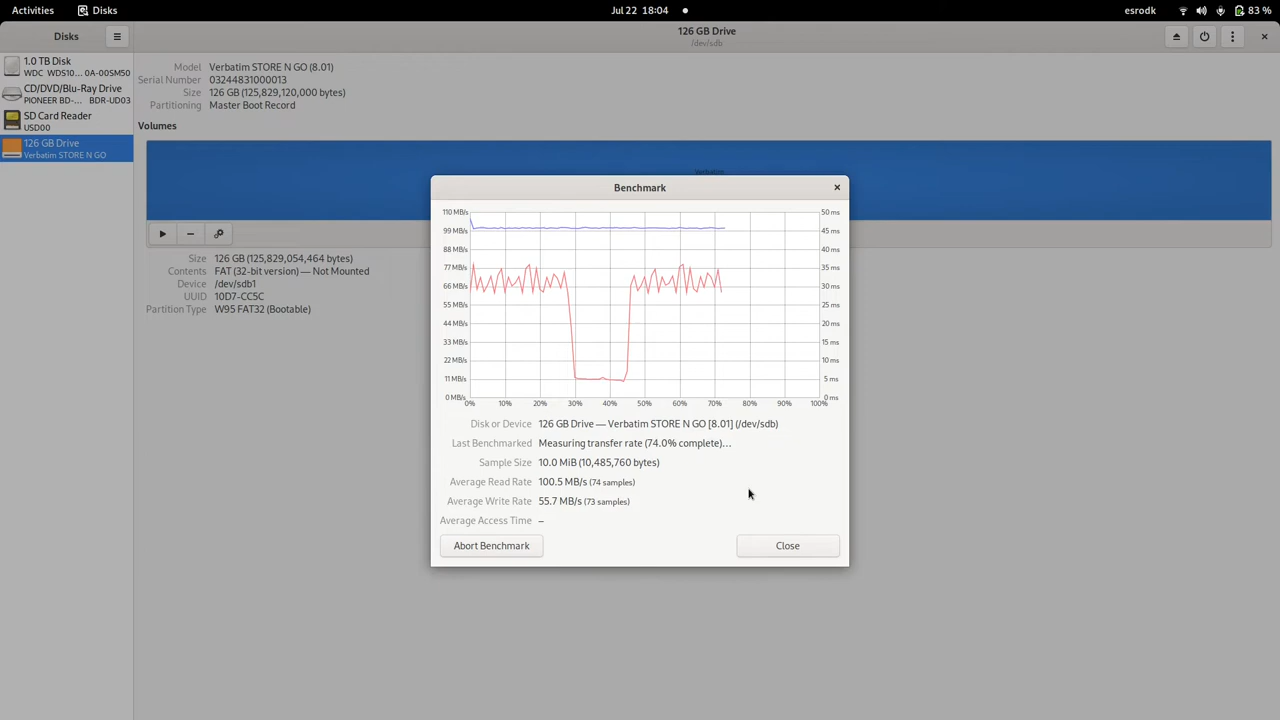 Activities Disks Jul 22 18:04 esrodk 83 %
Disks
126 GB Drive
/dev/sdb
1.0 TB Disk
WDC WDS10... 0A-00SM50
CD/DVD/Blu-Ray Drive
PIONEER BD-... BDR-UD03
SD Card Reader
USD00
126 GB Drive
Verbatim STORE N GO
Model Verbatim STORE N GO (8.01)
Serial Number 03244831000013
Size 126 GB (125,829,120,000 bytes)
Partitioning Master Boot Record
Volumes
Verbatim
Size 126 GB (125,829,054,464 bytes)
Contents FAT (32-bit version) — Not Mounted
Device /dev/sdb1
UUID 10D7-CC5C
Partition Type W95 FAT32 (Bootable)
Benchmark
110 MB/s 50 ms
99 MB/s 45 ms
88 MB/s 40 ms
77 MB/s 35 ms
66 MB/s 30 ms
55 MB/s 25 ms
44 MB/s 20 ms
33 MB/s 15 ms
22 MB/s 10 ms
11 MB/s 5 ms
0 MB/s 0 ms
0% 10% 20% 30% 40% 50% 60% 70% 80% 90% 100%
Disk or Device 126 GB Drive — Verbatim STORE N GO [8.01] (/dev/sdb)
Last Benchmarked Measuring transfer rate (74.0% complete)...
Sample Size 10.0 MiB (10,485,760 bytes)
Average Read Rate 100.5 MB/s (74 samples)
Average Write Rate 55.7 MB/s (73 samples)
Average Access Time –
Abort Benchmark Close